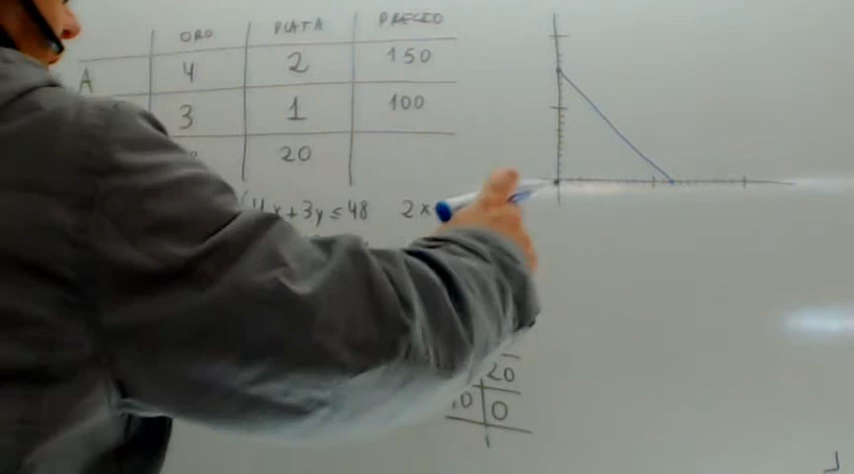 ORO PLATA PRECIO
A 4 2 150
3 1 100
20
4x+3y≤48 2x
20
0